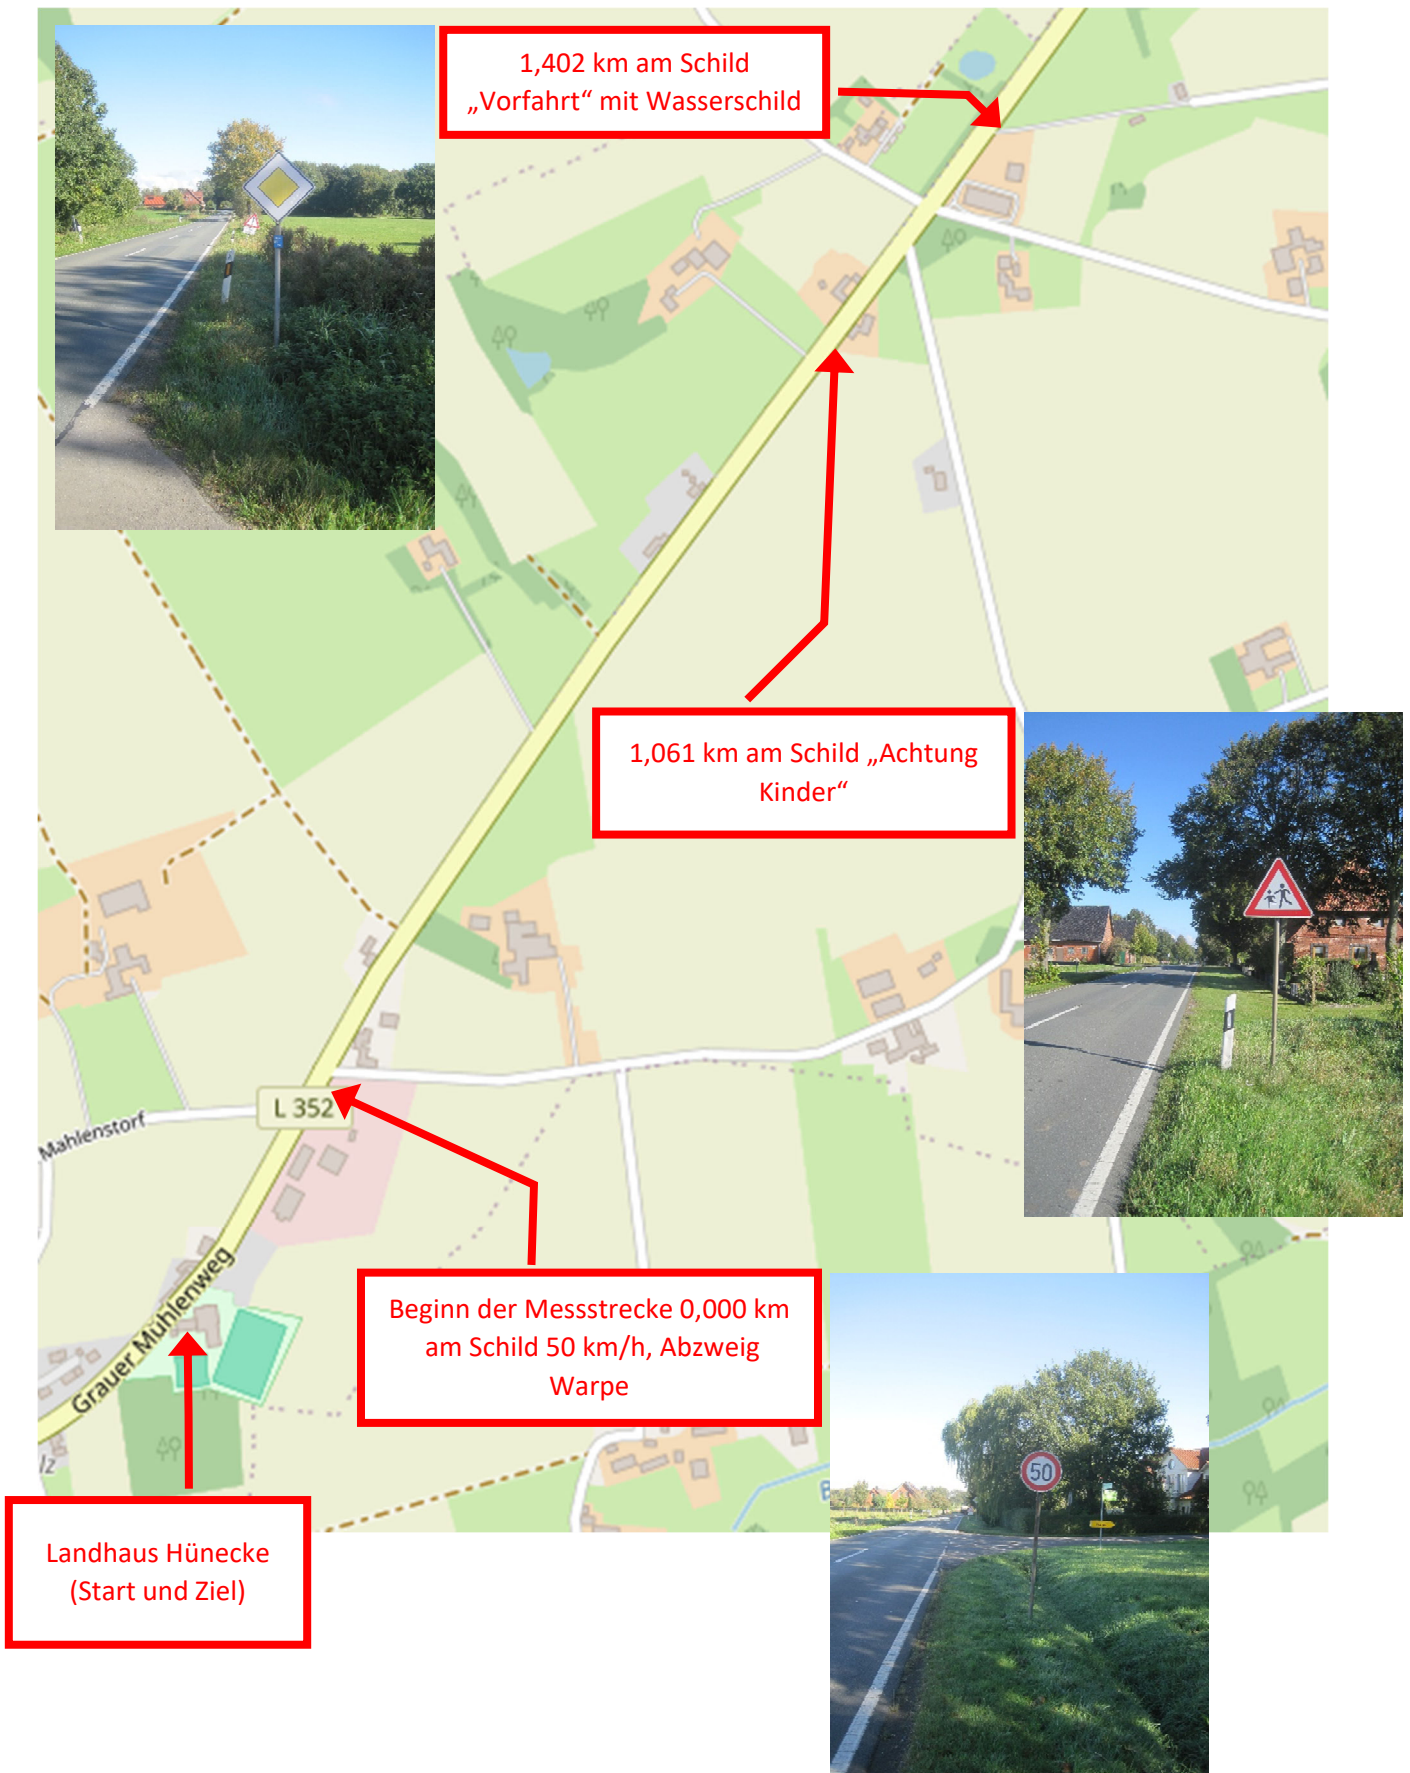 1,402 km am Schild
„Vorfahrt“ mit Wasserschild
1,061 km am Schild „Achtung
Kinder“
L 352
Mahlenstorf
Grauer Mühlenweg
Beginn der Messstrecke 0,000 km
am Schild 50 km/h, Abzweig
Warpe
50
lz
B
Landhaus Hünecke
(Start und Ziel)